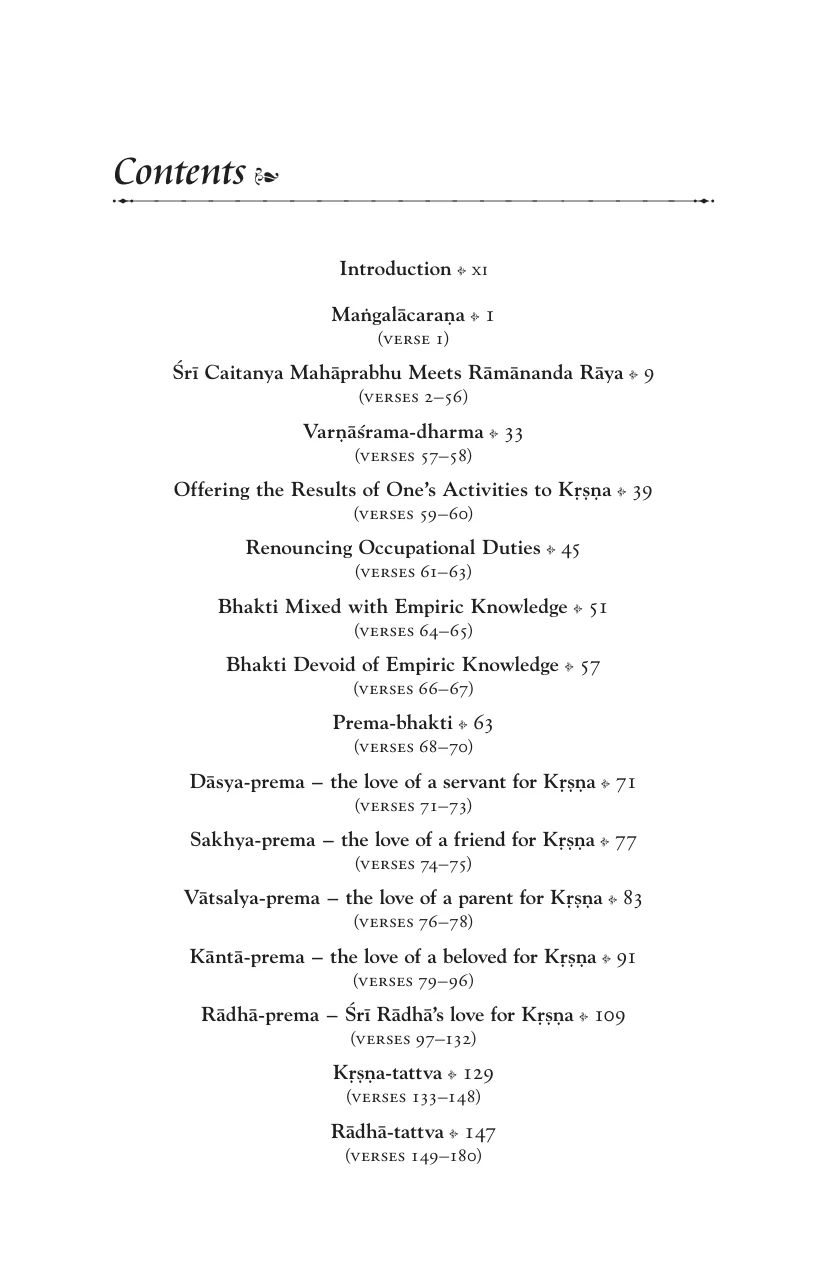 Contents
Introduction XI
Maṅgalācaraṇa 1
(VERSE 1)
Śrī Caitanya Mahāprabhu Meets Rāmānanda Rāya 9
(VERSES 2–56)
Varṇāśrama-dharma 33
(VERSES 57–58)
Offering the Results of One’s Activities to Kṛṣṇa 39
(VERSES 59–60)
Renouncing Occupational Duties 45
(VERSES 61–63)
Bhakti Mixed with Empiric Knowledge 51
(VERSES 64–65)
Bhakti Devoid of Empiric Knowledge 57
(VERSES 66–67)
Prema-bhakti 63
(VERSES 68–70)
Dāsya-prema – the love of a servant for Kṛṣṇa 71
(VERSES 71–73)
Sakhya-prema – the love of a friend for Kṛṣṇa 77
(VERSES 74–75)
Vātsalya-prema – the love of a parent for Kṛṣṇa 83
(VERSES 76–78)
Kāntā-prema – the love of a beloved for Kṛṣṇa 91
(VERSES 79–96)
Rādhā-prema – Śrī Rādhā’s love for Kṛṣṇa 109
(VERSES 97–132)
Kṛṣṇa-tattva 129
(VERSES 133–148)
Rādhā-tattva 147
(VERSES 149–180)